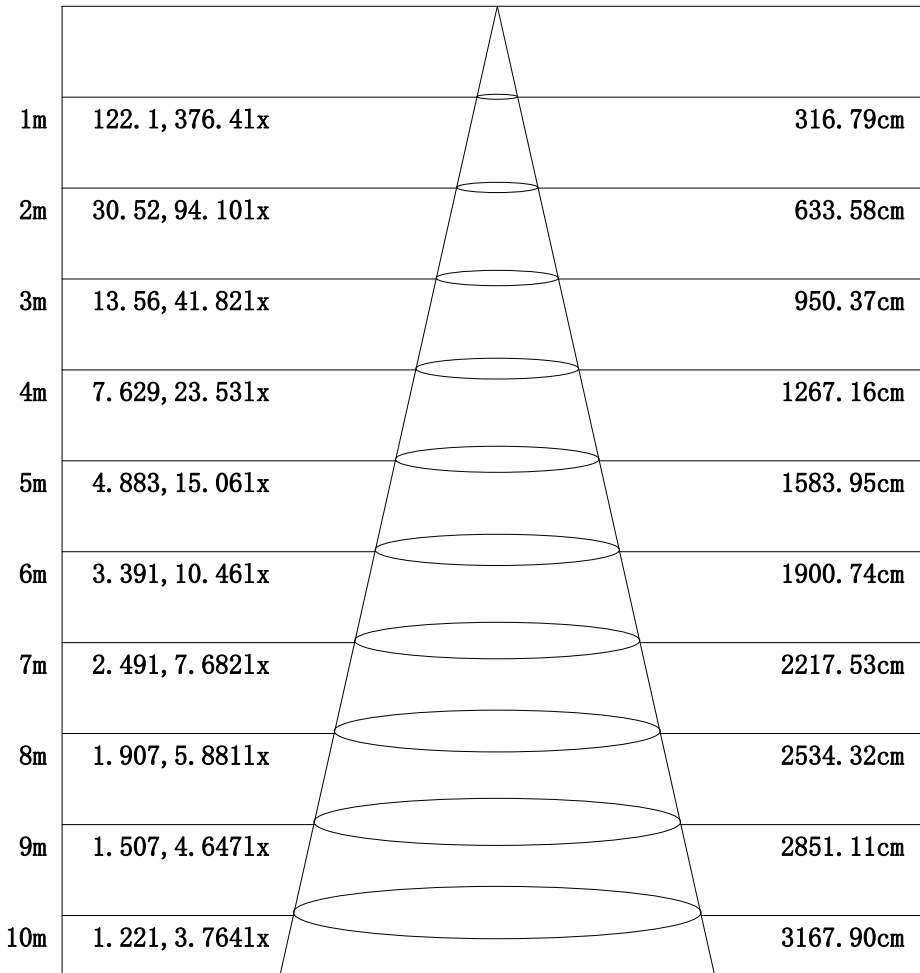 1m 122.1,376.4lx 316.79cm
2m 30.52,94.10lx 633.58cm
3m 13.56,41.82lx 950.37cm
4m 7.629,23.53lx 1267.16cm
5m 4.883,15.06lx 1583.95cm
6m 3.391,10.46lx 1900.74cm
7m 2.491,7.682lx 2217.53cm
8m 1.907,5.881lx 2534.32cm
9m 1.507,4.647lx 2851.11cm
10m 1.221,3.764lx 3167.90cm